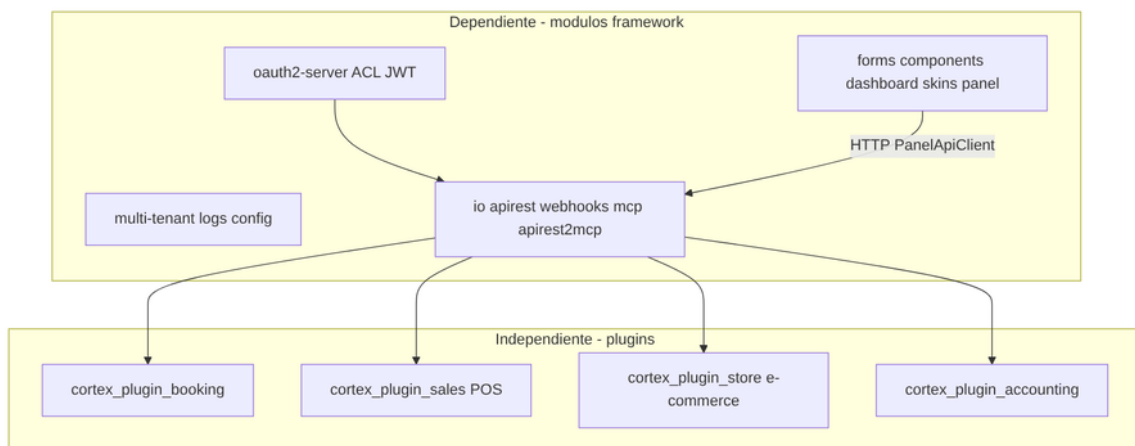 Dependiente - modulos framework
oauth2-server ACL JWT
forms components
dashboard skins panel
HTTP PanelApiClient
multi-tenant logs config
io apirest webhooks mcp
apirest2mcp
Independiente - plugins
cortex_plugin_booking
cortex_plugin_sales POS
cortex_plugin_store e-
commerce
cortex_plugin_accounting